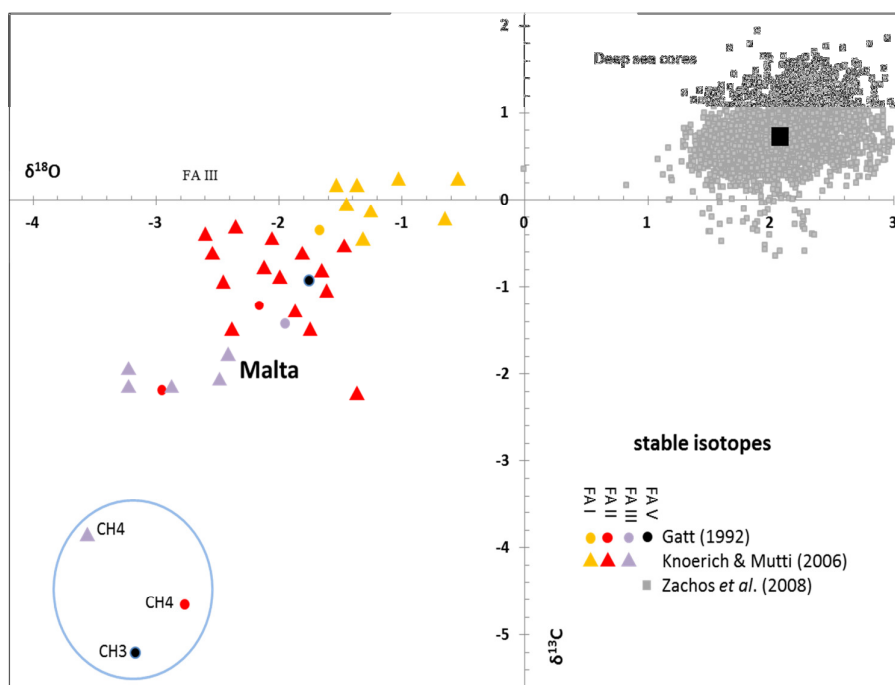 2
Deep sea cores
1
δ18O
FA III
0
-4
-3
-2
-1
0
1
2
3
-1
Malta
-2
stable isotopes
-3
FA I
FA II
FA III
FA V
CH4
Gatt (1992)
-4
Knoerich & Mutti (2006)
Zachos et al. (2008)
CH4
-5
CH3
δ13C